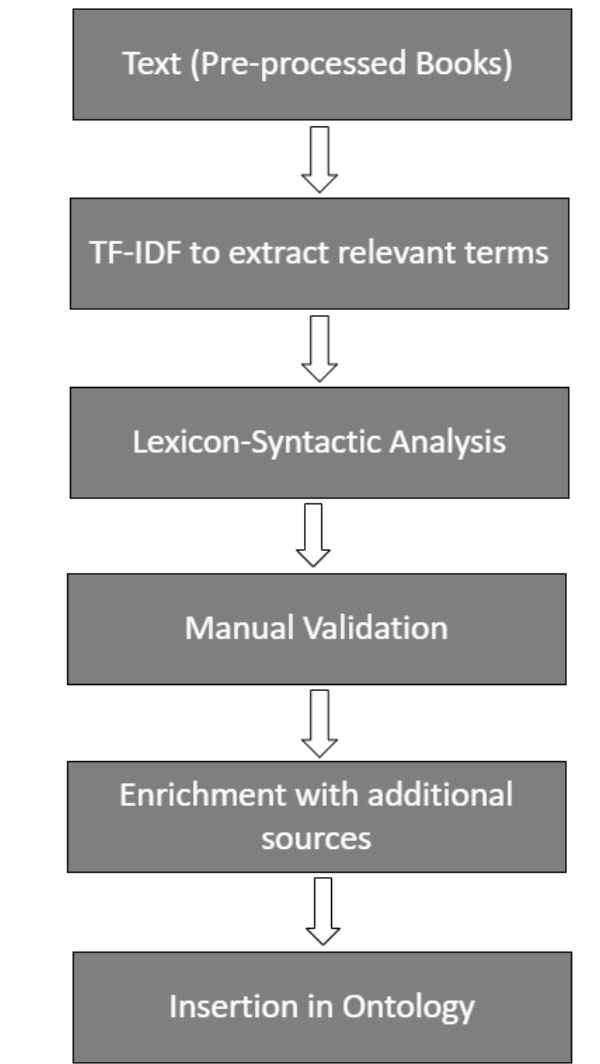 Text (Pre-processed Books)
TF-IDF to extract relevant terms
Lexicon-Syntactic Analysis
Manual Validation
Enrichment with additional
sources
Insertion in Ontology